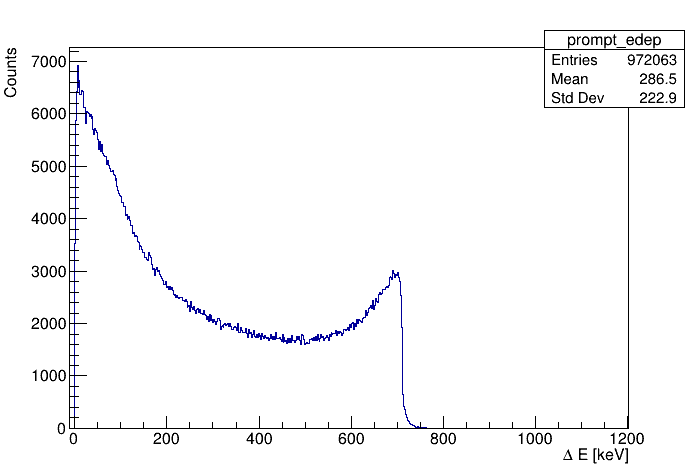 prompt_edep
Entries 972063
Mean 286.5
Std Dev 222.9
Counts
7000
6000
5000
4000
3000
2000
1000
0
0 200 400 600 800 1000 1200
Δ E [keV]